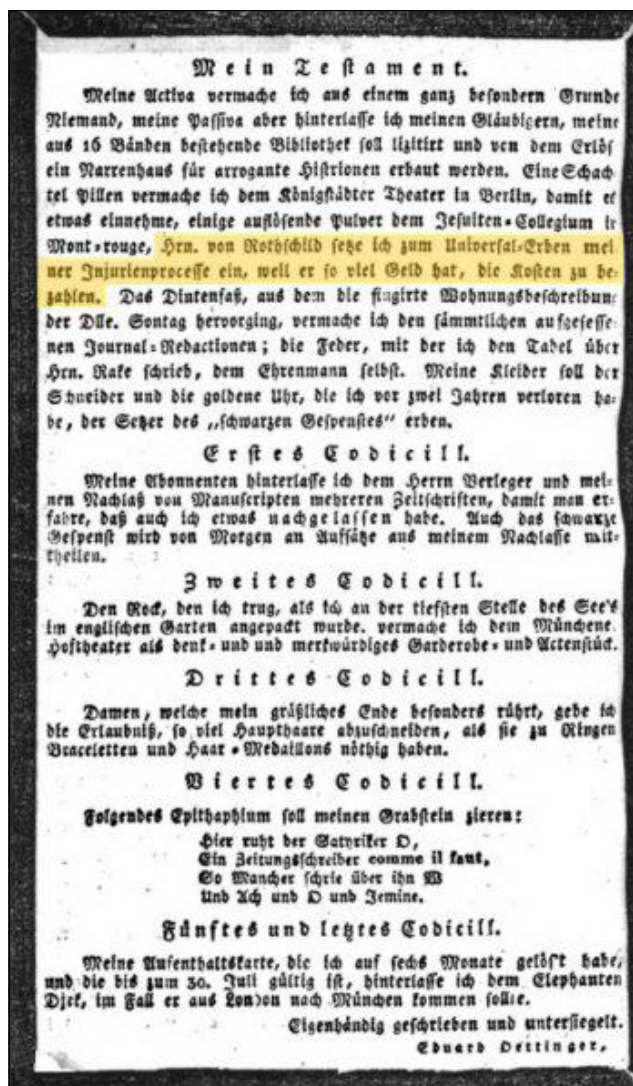 Mein Testament.
Meine Activa vermache ich aus einem ganz besondern Grunde
Niemand, meine Passiva aber hinterlasse ich meinen Gläubigern, meine
aus 16 Bänden bestehende Bibliothek soll lizitirt und von dem Erlös
ein Narrenhaus für arrogante Histrionen erbaut werden. Eine Schach
tel Pillen vermache ich dem Königstädter Theater in Berlin, damit es
etwas einnehme, einige auflösende Pulver dem Jesuiten-Collegium in
Mont-rouge, Hrn. von Rothschild setze ich zum Universal-Erben mei
ner Injurienprocesse ein, weil er so viel Geld hat, die Kosten zu be-
zahlen. Das Dintenfaß, aus dem die fingirte Wohnungsbeschreibung
der Dlle. Sontag hervorging, vermache ich den sämmtlichen aufgesesse-
nen Journal-Redactionen; die Feder, mit der ich den Tadel über
Hrn. Rake schrieb, dem Ehrenmann selbst. Meine Kleider soll der
Schneider und die goldene Uhr, die ich vor zwei Jahren verloren ha-
be, der Setzer des „schwarzen Gespenstes“ erben.
Erstes Codicill.
Meine Abonnenten hinterlasse ich dem Herrn Verleger und mei-
nen Nachlaß von Manuscripten mehreren Zeitschriften, damit man er-
fahre, daß auch ich etwas nachgelassen habe. Auch das schwarze
Gespenst wird von Morgen an Aufsätze aus meinem Nachlasse mit-
theilen.
Zweites Codicill.
Den Rock, den ich trug, als ich an der tiefsten Stelle des See's
im englischen Garten angepackt wurde. vermache ich dem Münchene
Hoftheater als denk- und und merkwürdiges Garderobe- und Actenstück.
Drittes Codicill.
Damen, welche mein gräßliches Ende besonders rührt, gebe ich
die Erlaubniß, so viel Haupthaare abzuschneiden, als sie zu Ringen
Braceletten und Haar-Medaillons nöthig haben.
Viertes Codicill.
Folgendes Epithaphium soll meinen Grabstein zieren:
Hier ruht der Satyriker O,
Ein Zeitungsschreiber comme il faut,
So Mancher schrie über ihn W
Und Ach und O und Jemine.
Fünftes und letztes Codicill.
Meine Aufenthaltskarte, die ich auf sechs Monate gelös't habe,
und die bis zum 30. Juli gültig ist, hinterlasse ich dem Elephanten
Djek, im Fall er aus London nach München kommen sollte.
Eigenhändig geschrieben und untersiegelt.
Eduard Oettinger.